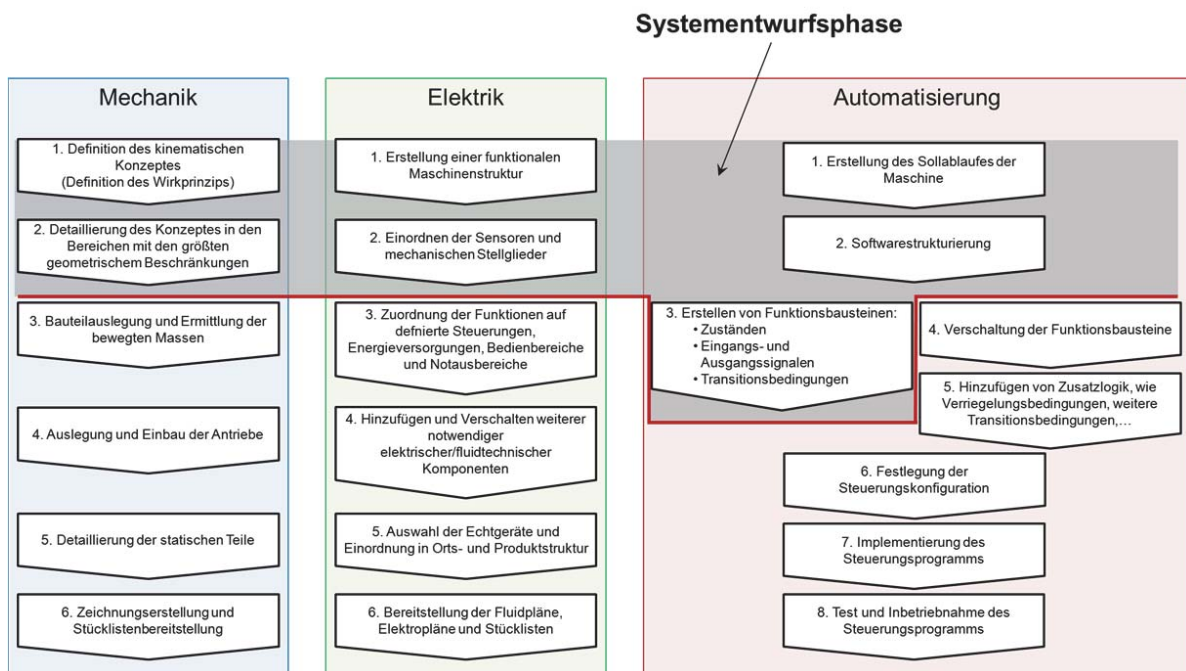 Systementwurfsphase
Mechanik
1. Definition des kinematischen
Konzeptes
(Definition des Wirkprinzips)
2. Detaillierung des Konzeptes in den
Bereichen mit den größten
geometrischem Beschränkungen
3. Bauteilauslegung und Ermittlung der
bewegten Massen
4. Auslegung und Einbau der Antriebe
5. Detaillierung der statischen Teile
6. Zeichnungserstellung und
Stücklistenbereitstellung
Elektrik
1. Erstellung einer funktionalen
Maschinenstruktur
2. Einordnen der Sensoren und
mechanischen Stellglieder
3. Zuordnung der Funktionen auf
defnierte Steuerungen,
Energieversorgungen, Bedienbereiche
und Notausbereiche
4. Hinzufügen und Verschalten weiterer
notwendiger
elektrischer/fluidtechnischer
Komponenten
5. Auswahl der Echtgeräte und
Einordnung in Orts- und Produktstruktur
6. Bereitstellung der Fluidpläne,
Elektropläne und Stücklisten
Automatisierung
1. Erstellung des Sollablaufes der
Maschine
2. Softwarestrukturierung
3. Erstellen von Funktionsbausteinen:
• Zuständen
• Eingangs- und
Ausgangssignalen
• Transitionsbedingungen
4. Verschaltung der Funktionsbausteine
5. Hinzufügen von Zusatzlogik, wie
Verriegelungsbedingungen, weitere
Transitionsbedingungen,…
6. Festlegung der
Steuerungskonfiguration
7. Implementierung des
Steuerungsprogramms
8. Test und Inbetriebnahme des
Steuerungsprogramms